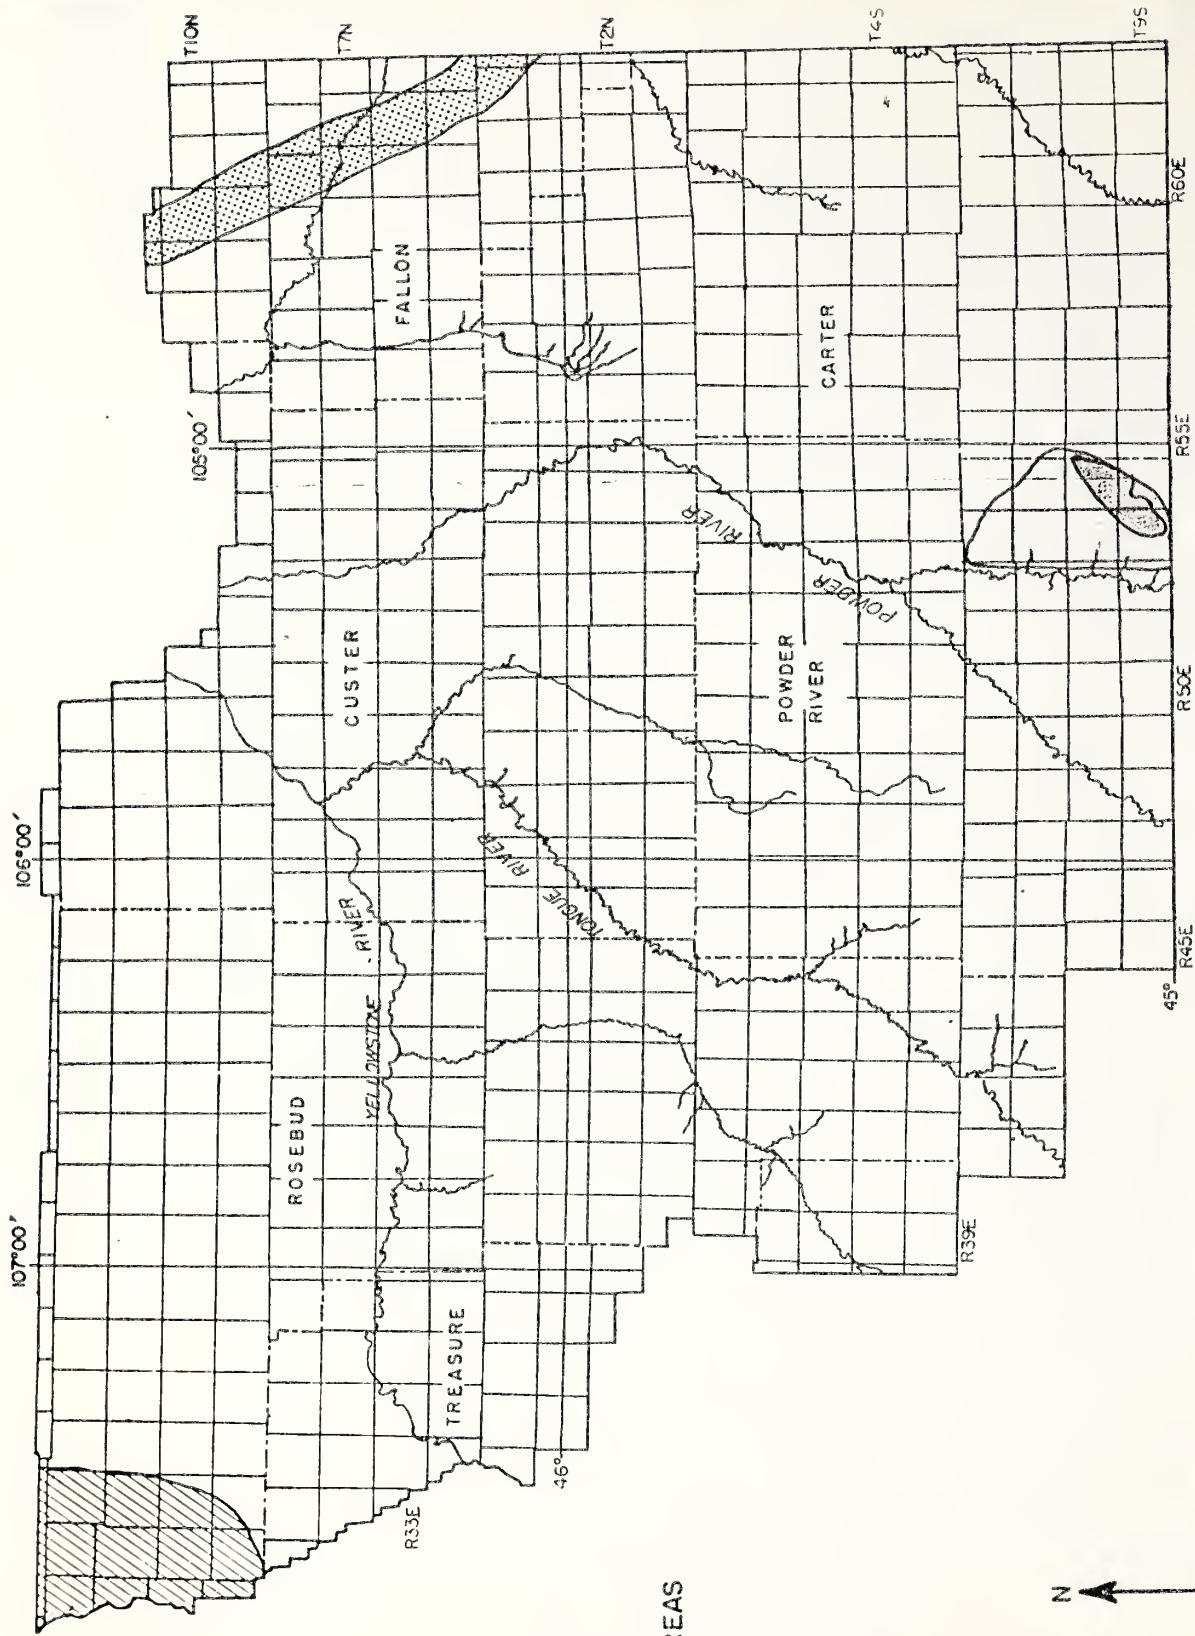 107°00'
106°00'
105°00'
T10N
T7N
T2N
T4S
T9S
ROSEBUD
CUSTER
FALLON
TREASURE
YELLOWSTONE RIVER
TONGUE RIVER
POWDER RIVER
POWDER
RIVER
CARTER
46°
45°
R33E
R39E
R45E
R50E
R55E
R60E
EAS
N